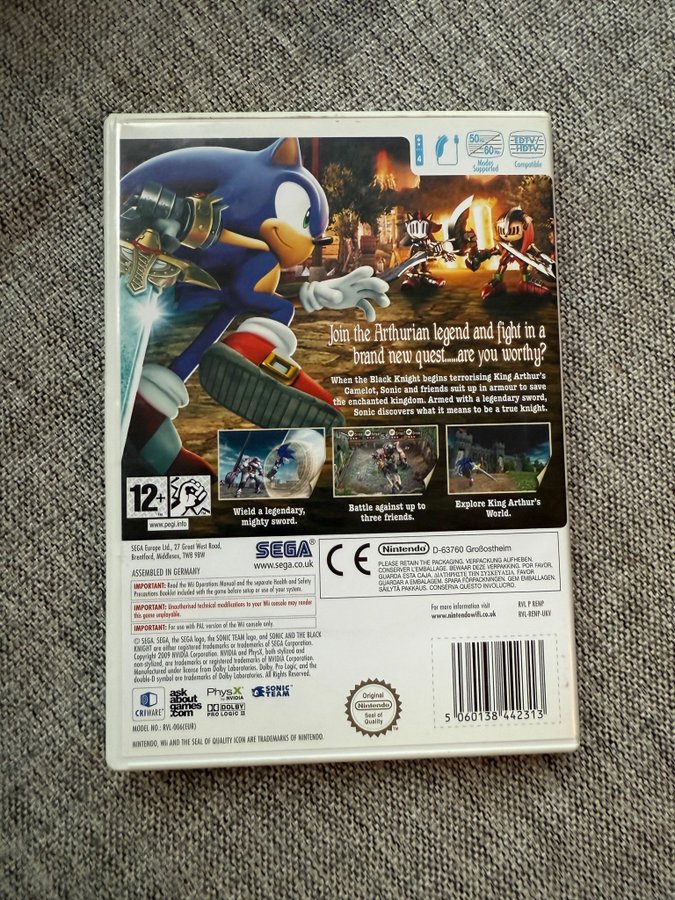 4
50Hz
60Hz
Modes
Supported
EDTV/
HDTV
Compatible
Join the Arthurian legend and fight in a
brand new quest.....are you worthy?
When the Black Knight begins terrorising King Arthur's
Camelot, Sonic and friends suit up in armour to save
the enchanted kingdom. Armed with a legendary sword,
Sonic discovers what it means to be a true knight.
Wield a legendary,
mighty sword.
Battle against up to
three friends.
Explore King Arthur's
World.
12+
www.pegi.info
SEGA Europe Ltd., 27 Great West Road,
Brentford, Middlesex, TW8 9BW
SEGA®
www.sega.co.uk
ASSEMBLED IN GERMANY
IMPORTANT: Read the Wii Operations Manual and the separate Health and Safety
Precautions Booklet included with the game before setup or use of your system.
IMPORTANT: Unauthorised technical modifications to your Wii console may render
this game unplayable.
IMPORTANT: For use with PAL version of the Wii console only.
CE
Nintendo®
D-63760 Großostheim
PLEASE RETAIN THE PACKAGING. VERPACKUNG AUFHEBEN.
CONSERVER L'EMBALLAGE. BEWAAR DEZE VERPAKKING. POR FAVOR,
GUARDA ESTA CAJA. ΔΙΑΤΗΡΗΣΤΕ ΤΗΝ ΣΥΣΚΕΥΑΣΙΑ. POR FAVOR,
GUARDAR A EMBALAGEM. SPARA FÖRPACKNINGEN. GEM EMBALLAGEN.
SÄILYTÄ PAKKAUS. CONSERVA QUESTO INVOLUCRO.
© SEGA. SEGA, the SEGA logo, the SONIC TEAM logo, and SONIC AND THE BLACK
KNIGHT are either registered trademarks or trademarks of SEGA Corporation.
Copyright 2009 NVIDIA Corporation. NVIDIA and PhysX, both stylized and
non-stylized, are trademarks or registered trademarks of NVIDIA Corporation.
Manufactured under license from Dolby Laboratories. Dolby, Pro Logic, and the
double-D symbol are trademarks of Dolby Laboratories. All Rights Reserved.
For more information visit
www.nintendowifi.co.uk
RVL P RENP
RVL-RENP-UKV
CRIWARE™
ask
about
games
.com
PhysX™
by NVIDIA
DOLBY
PRO LOGIC II
SONIC
TEAM
MODEL NO.: RVL-006(EUR)
NINTENDO, Wii AND THE SEAL OF QUALITY ICON ARE TRADEMARKS OF NINTENDO.
Original
Nintendo
Seal of
Quality
5 060138 442313